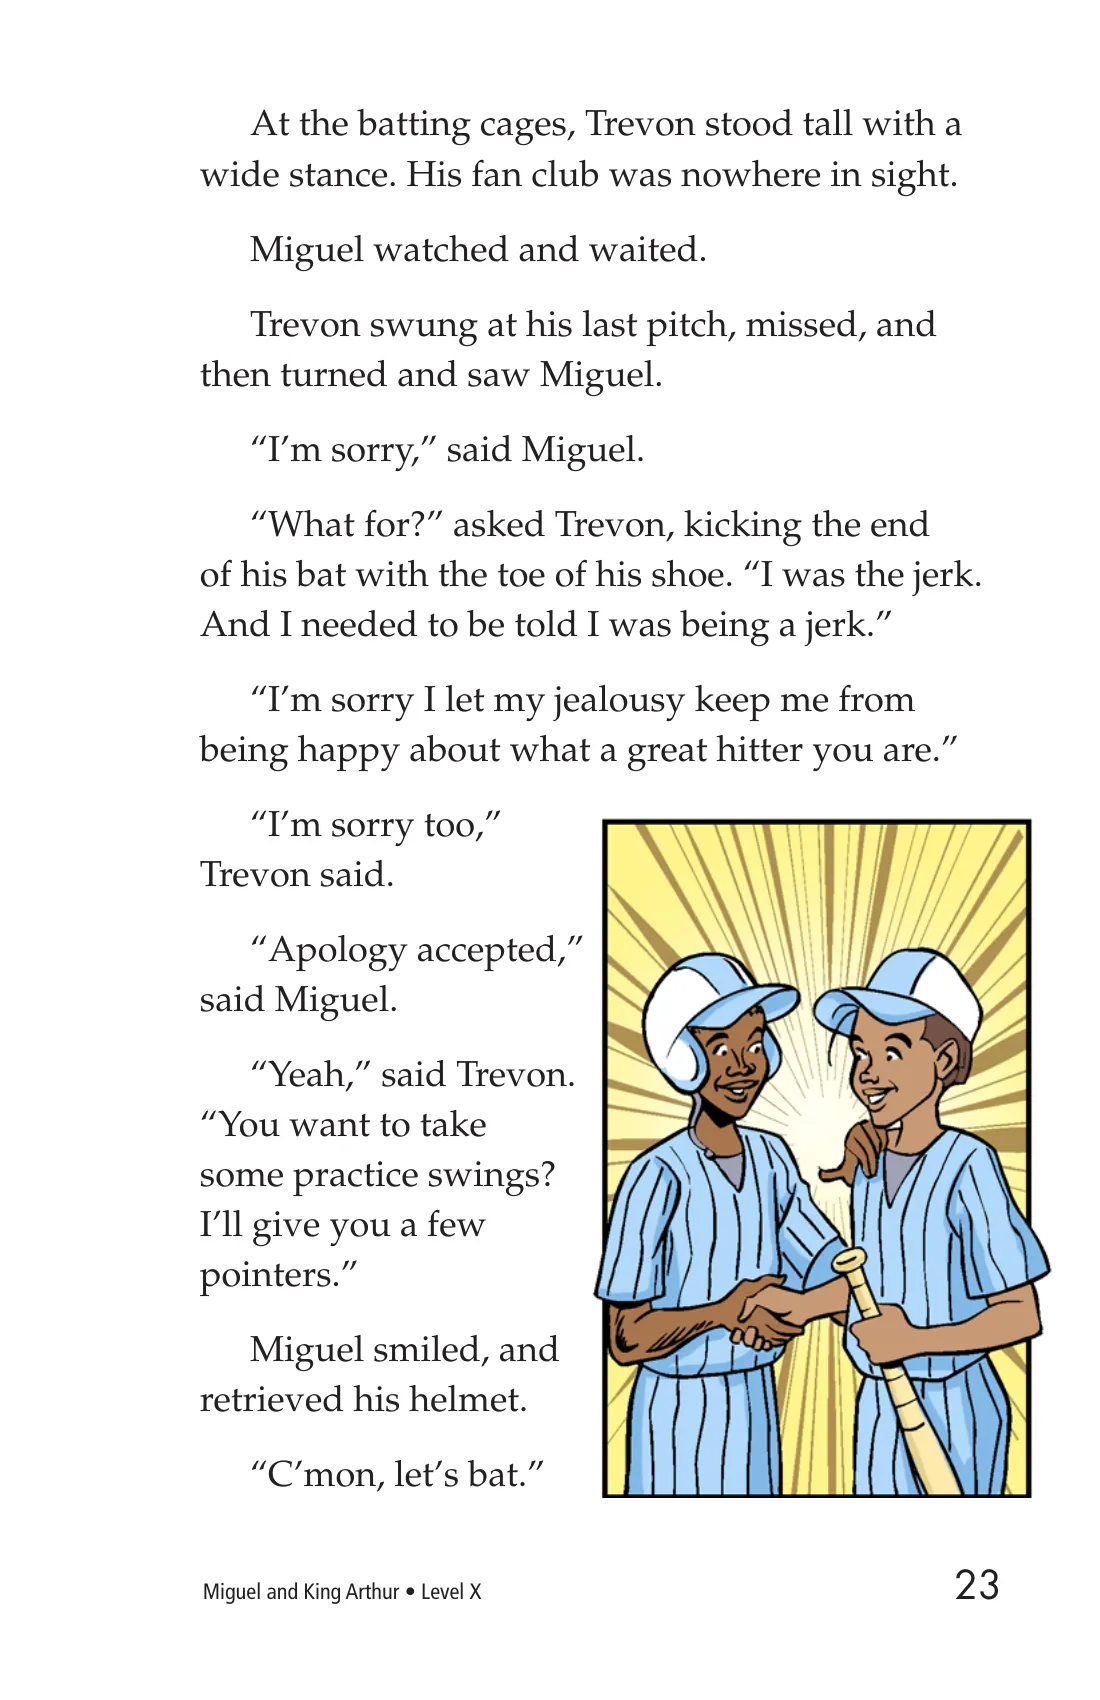 At the batting cages, Trevon stood tall with a
wide stance. His fan club was nowhere in sight.
Miguel watched and waited.
Trevon swung at his last pitch, missed, and
then turned and saw Miguel.
“I’m sorry,” said Miguel.
“What for?” asked Trevon, kicking the end
of his bat with the toe of his shoe. “I was the jerk.
And I needed to be told I was being a jerk.”
“I’m sorry I let my jealousy keep me from
being happy about what a great hitter you are.”
“I’m sorry too,”
Trevon said.
“Apology accepted,”
said Miguel.
“Yeah,” said Trevon.
“You want to take
some practice swings?
I’ll give you a few
pointers.”
Miguel smiled, and
retrieved his helmet.
“C’mon, let’s bat.”
Miguel and King Arthur • Level X
23